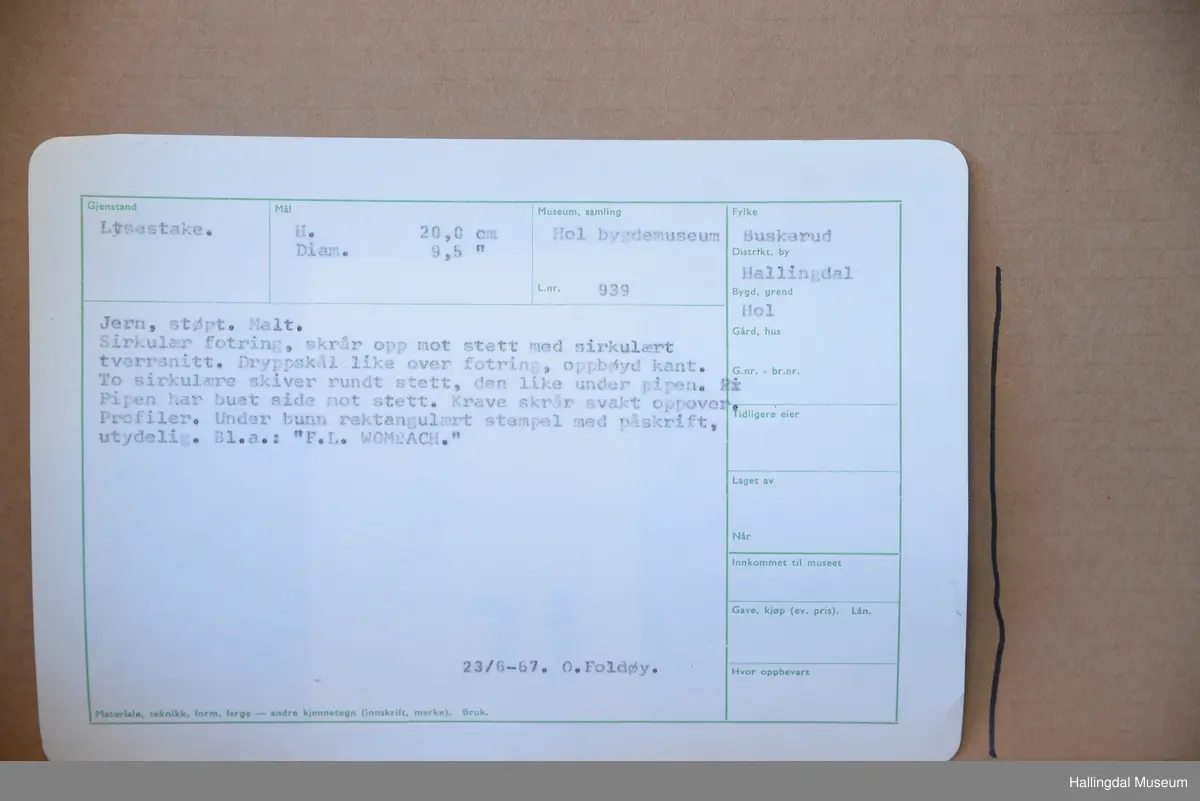 Gjenstand
Lysestake.
Mål
H. 20,0 cm
Diam. 9,5 "
Museum, samling
Hol bygdemuseum
L.nr. 939
Fylke
Buskerud
Distrikt, by
Hallingdal
Bygd, grend
Hol
Gård, hus
G.nr. - br.nr.
Tidligere eier
Laget av
Når
Innkommet til museet
Gave, kjøp (ev. pris). Lån.
Hvor oppbevart
Jern, støpt. Malt.
Sirkulær fotring, skrår opp mot stett med sirkulært
tverrsnitt. Dryppskål like over fotring, oppbøyd kant.
To sirkulære skiver rundt stett, den like under pipen. Pi
Pipen har buet side mot stett. Krave skrår svakt oppover.
Profiler. Under bunn rektangulært stempel med påskrift,
utydelig. Bl.a.: "F.L. WOMBACH."
23/6-67. O.Foldøy.
Materiale, teknikk, form, farge — andre kjennetegn (innskrift, merke). Bruk.
Hallingdal Museum